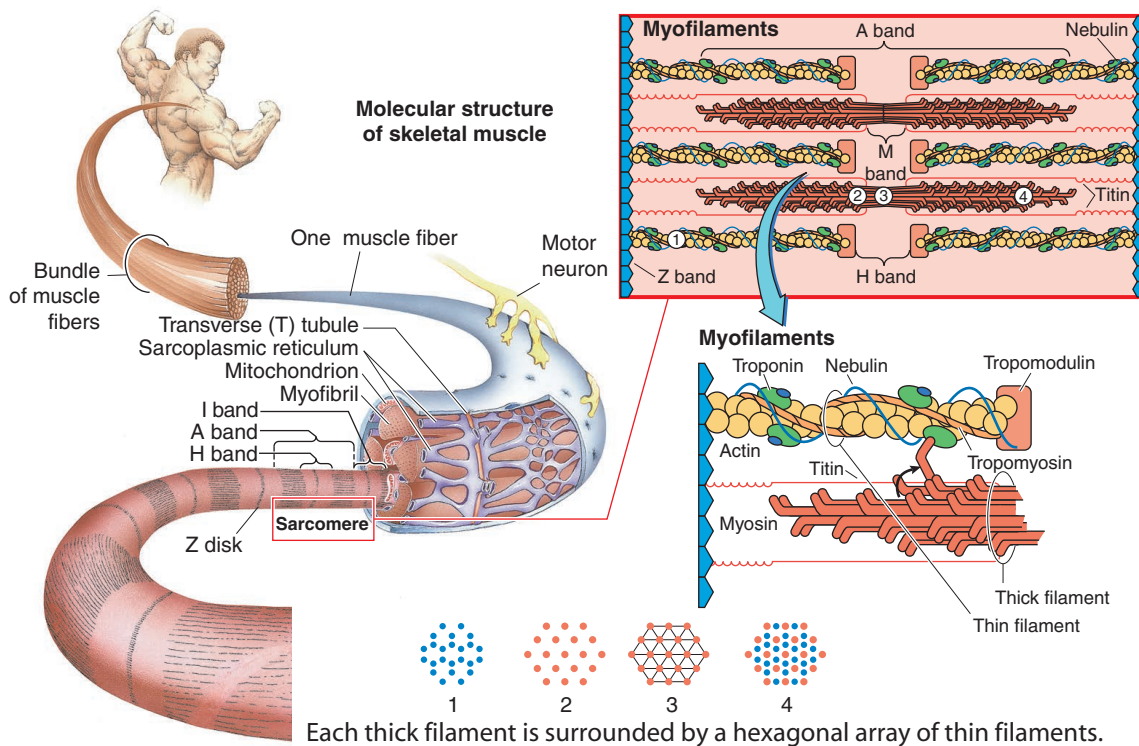 Molecular structure
of skeletal muscle
Bundle
of muscle
fibers
One muscle fiber
Motor
neuron
Transverse (T) tubule
Sarcoplasmic reticulum
Mitochondrion
Myofibril
I band
A band
H band
Sarcomere
Z disk
Myofilaments
A band
Nebulin
M
band
2
3
4
Titin
1
Z band
H band
Myofilaments
Troponin
Nebulin
Tropomodulin
Actin
Tropomyosin
Titin
Myosin
Thick filament
Thin filament
1
2
3
4
Each thick filament is surrounded by a hexagonal array of thin filaments.